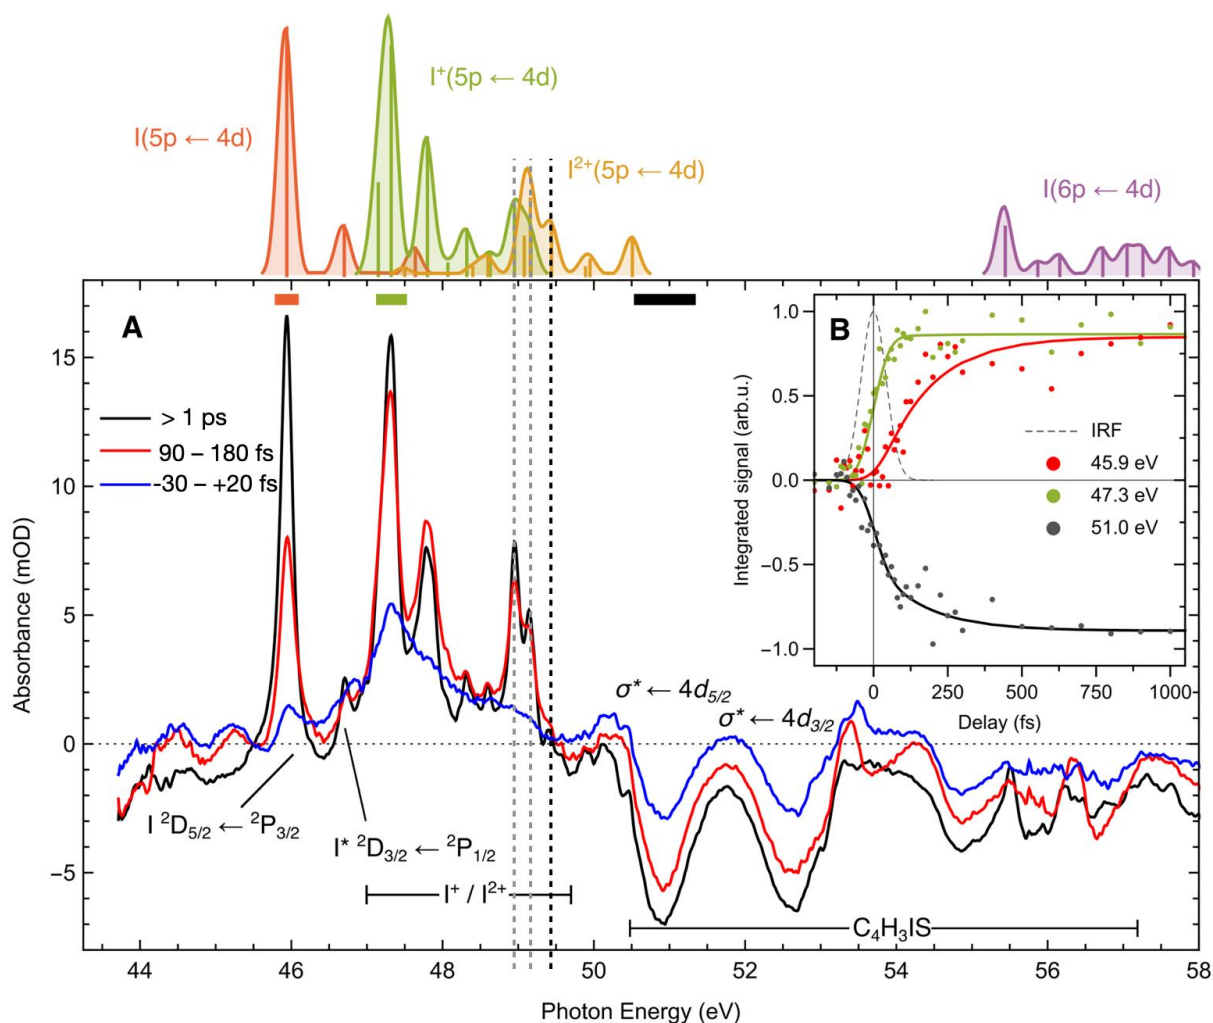 I⁺(5p ← 4d)
I(5p ← 4d)
I²⁺(5p ← 4d)
I(6p ← 4d)
A
> 1 ps
90 – 180 fs
-30 – +20 fs
15
10
5
0
−5
Absorbance (mOD)
I ²D₅/₂ ← ²P₃/₂
I* ²D₃/₂ ← ²P₁/₂
I⁺ / I²⁺
σ* ← 4d₅/₂
σ* ← 4d₃/₂
C₄H₃IS
44 46 48 50 52 54 56 58
Photon Energy (eV)
B
1.0
0.5
0.0
−0.5
−1.0
Integrated signal (arb.u.)
IRF
45.9 eV
47.3 eV
51.0 eV
0 250 500 750 1000
Delay (fs)